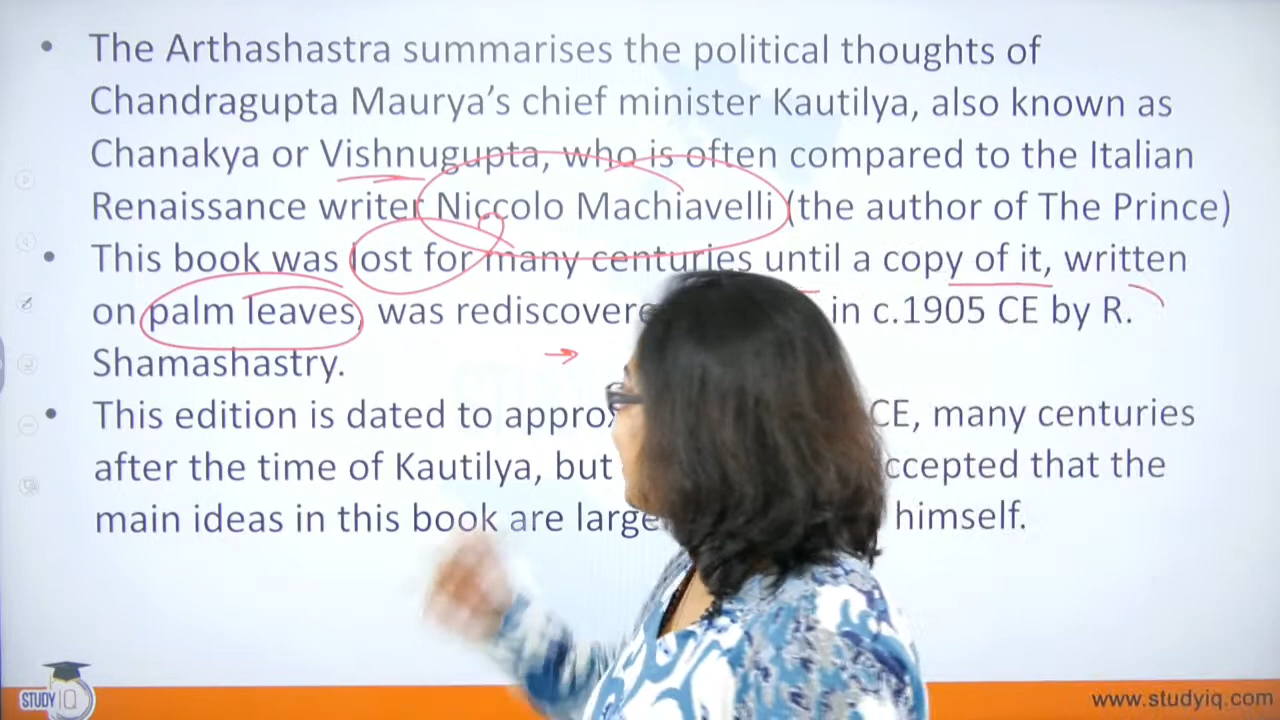 • The Arthashastra summarises the political thoughts of
Chandragupta Maurya's chief minister Kautilya, also known as
Chanakya or Vishnugupta, who is often compared to the Italian
Renaissance writer Niccolo Machiavelli (the author of The Prince)
• This book was lost for many centuries until a copy of it, written
on palm leaves, was in c.1905 CE by R.
Shamashastry.
• This edition is dated to CE, many centuries
after the time of Kautilya, but that the
main ideas in this book are himself.
STUDY IQ
www.studyiq.com